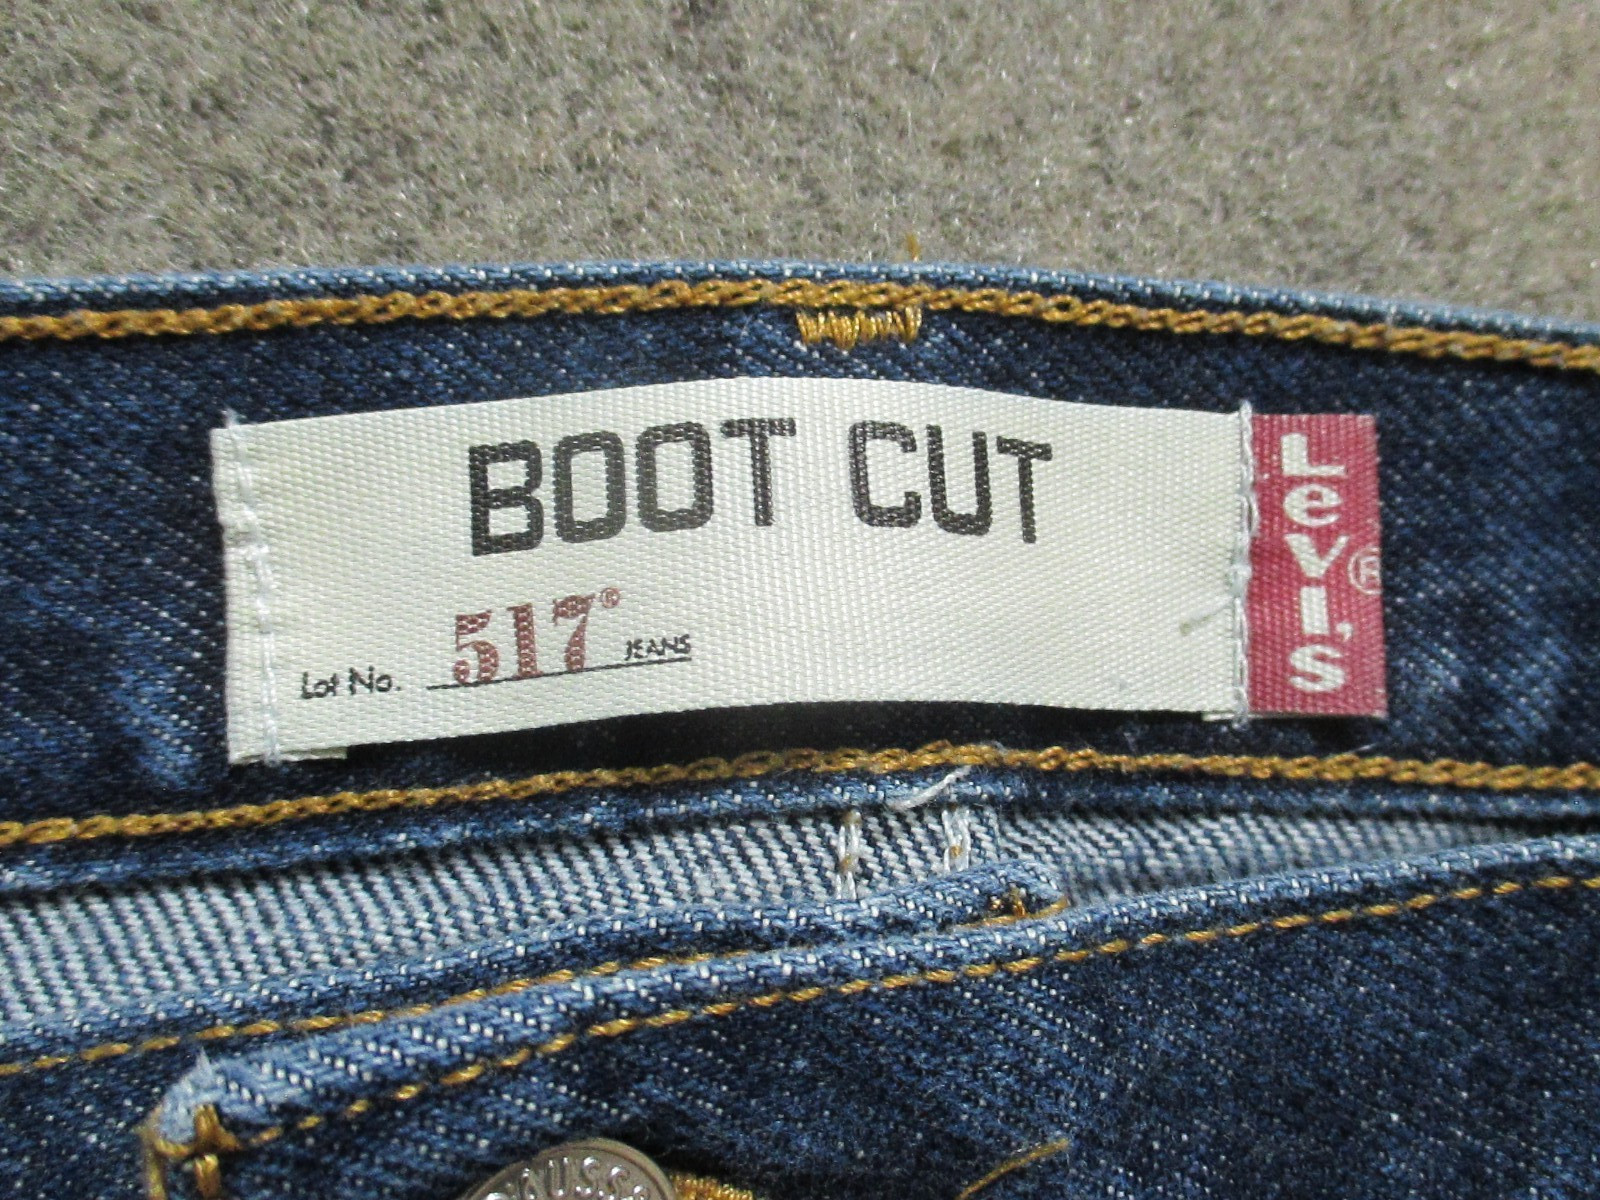 BOOT CUT
Lot No. 517® JEANS
Levi's®